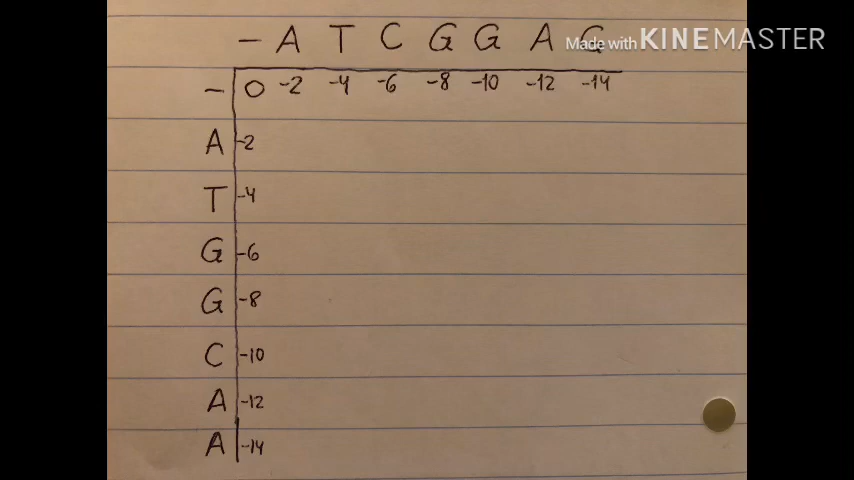 - A T C G G A
Made with KINEMASTER
- 0 -2 -4 -6 -8 -10 -12 -14
A -2
T -4
G -6
G -8
C -10
A -12
A -14